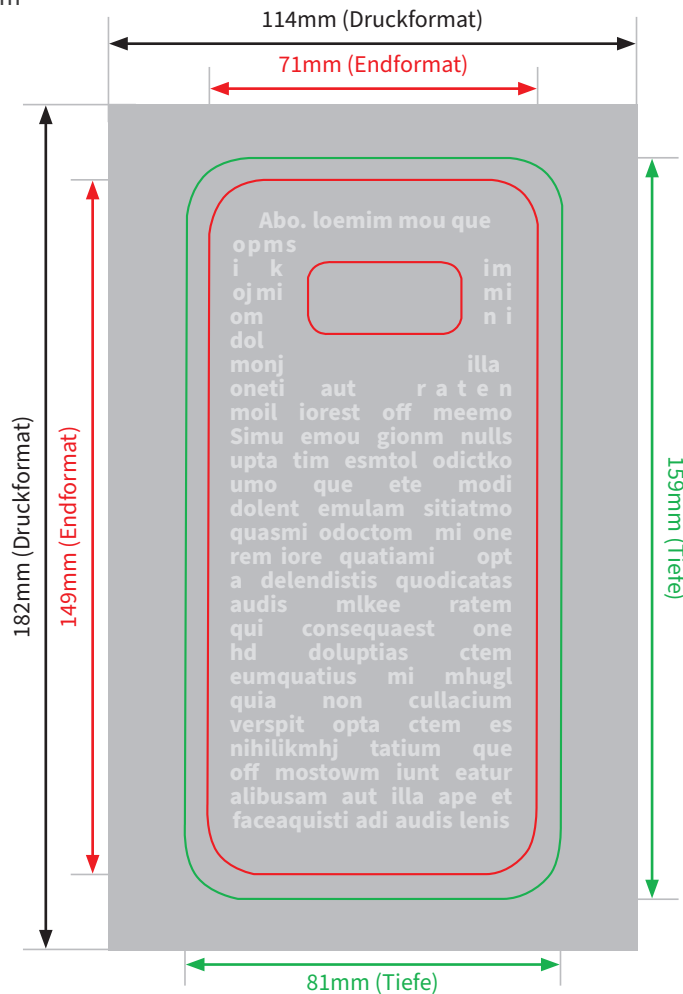 m
114mm (Druckformat)
71mm (Endformat)
182mm (Druckformat)
149mm (Endformat)
159mm (Tiefe)
Abo. loemim mou que
opms
i k im
ojmi mi
om n i
dol
monj illa
oneti aut r a t e n
moil iorest off meemo
Simu emou gionm nulls
upta tim esmtol odictko
umo que ete modi
dolent emulam sitiatmo
quasmi odoctom mi one
rem iore quatiami opt
a delendistis quodicatas
audis mlkee ratem
qui consequaest one
hd doluptias ctem
eumquatius mi mhugl
quia non cullacium
verspit opta ctem es
nihilikmhj tatium que
off mostowm iunt eatur
alibusam aut illa ape et
faceaquisti adi audis lenis
81mm (Tiefe)